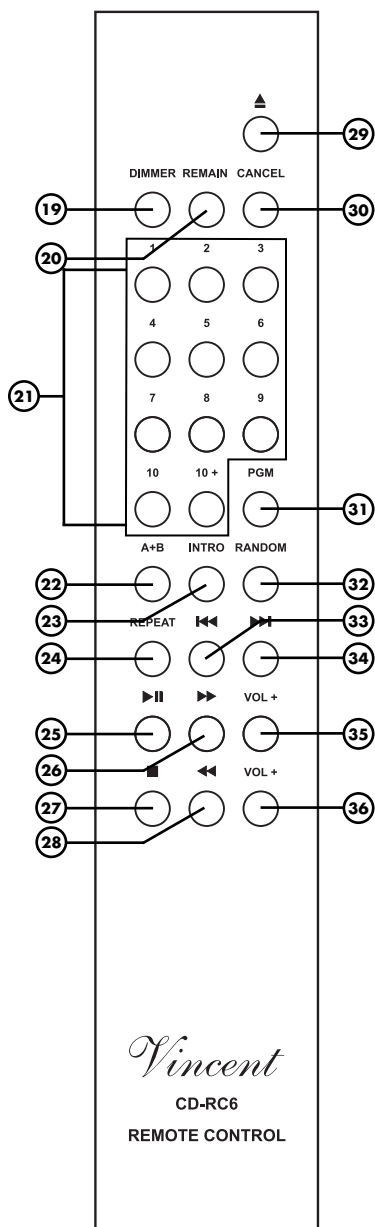 29
DIMMER REMAIN CANCEL
19
30
20
1 2 3
4 5 6
21
7 8 9
10 10 + PGM
31
A+B INTRO RANDOM
22
32
23
33
REPEAT
24
34
VOL +
25
35
26
VOL +
27
36
28
Vincent
CD-RC6
REMOTE CONTROL